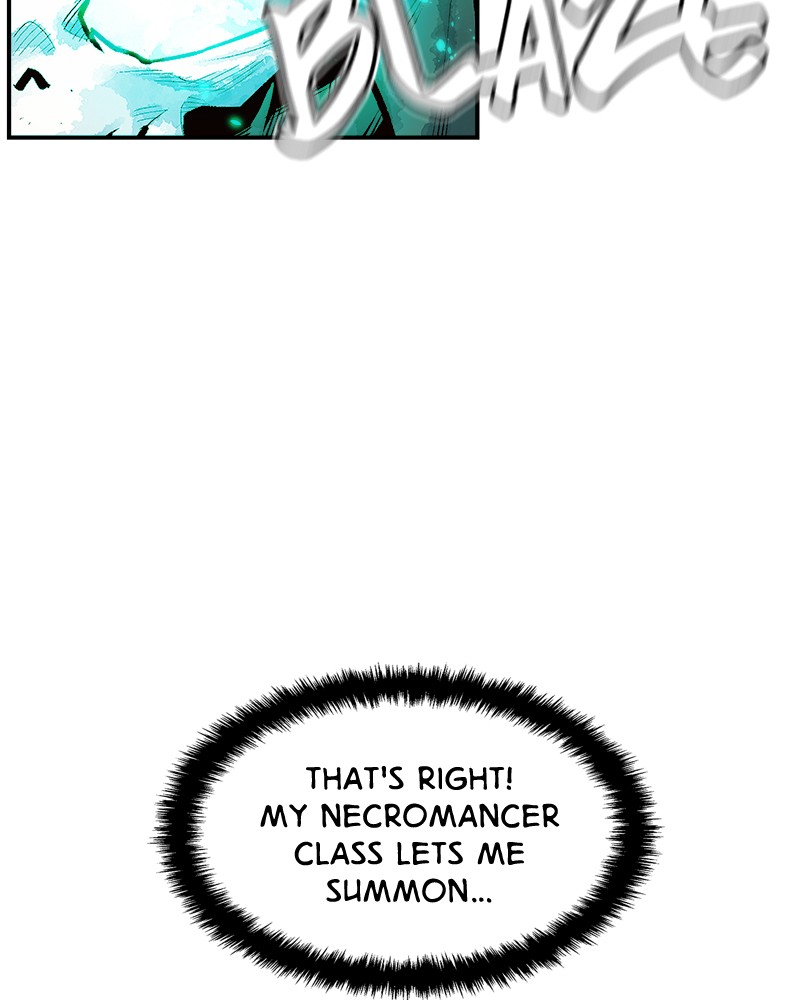 BLAZE
THAT'S RIGHT!
MY NECROMANCER
CLASS LETS ME
SUMMON...